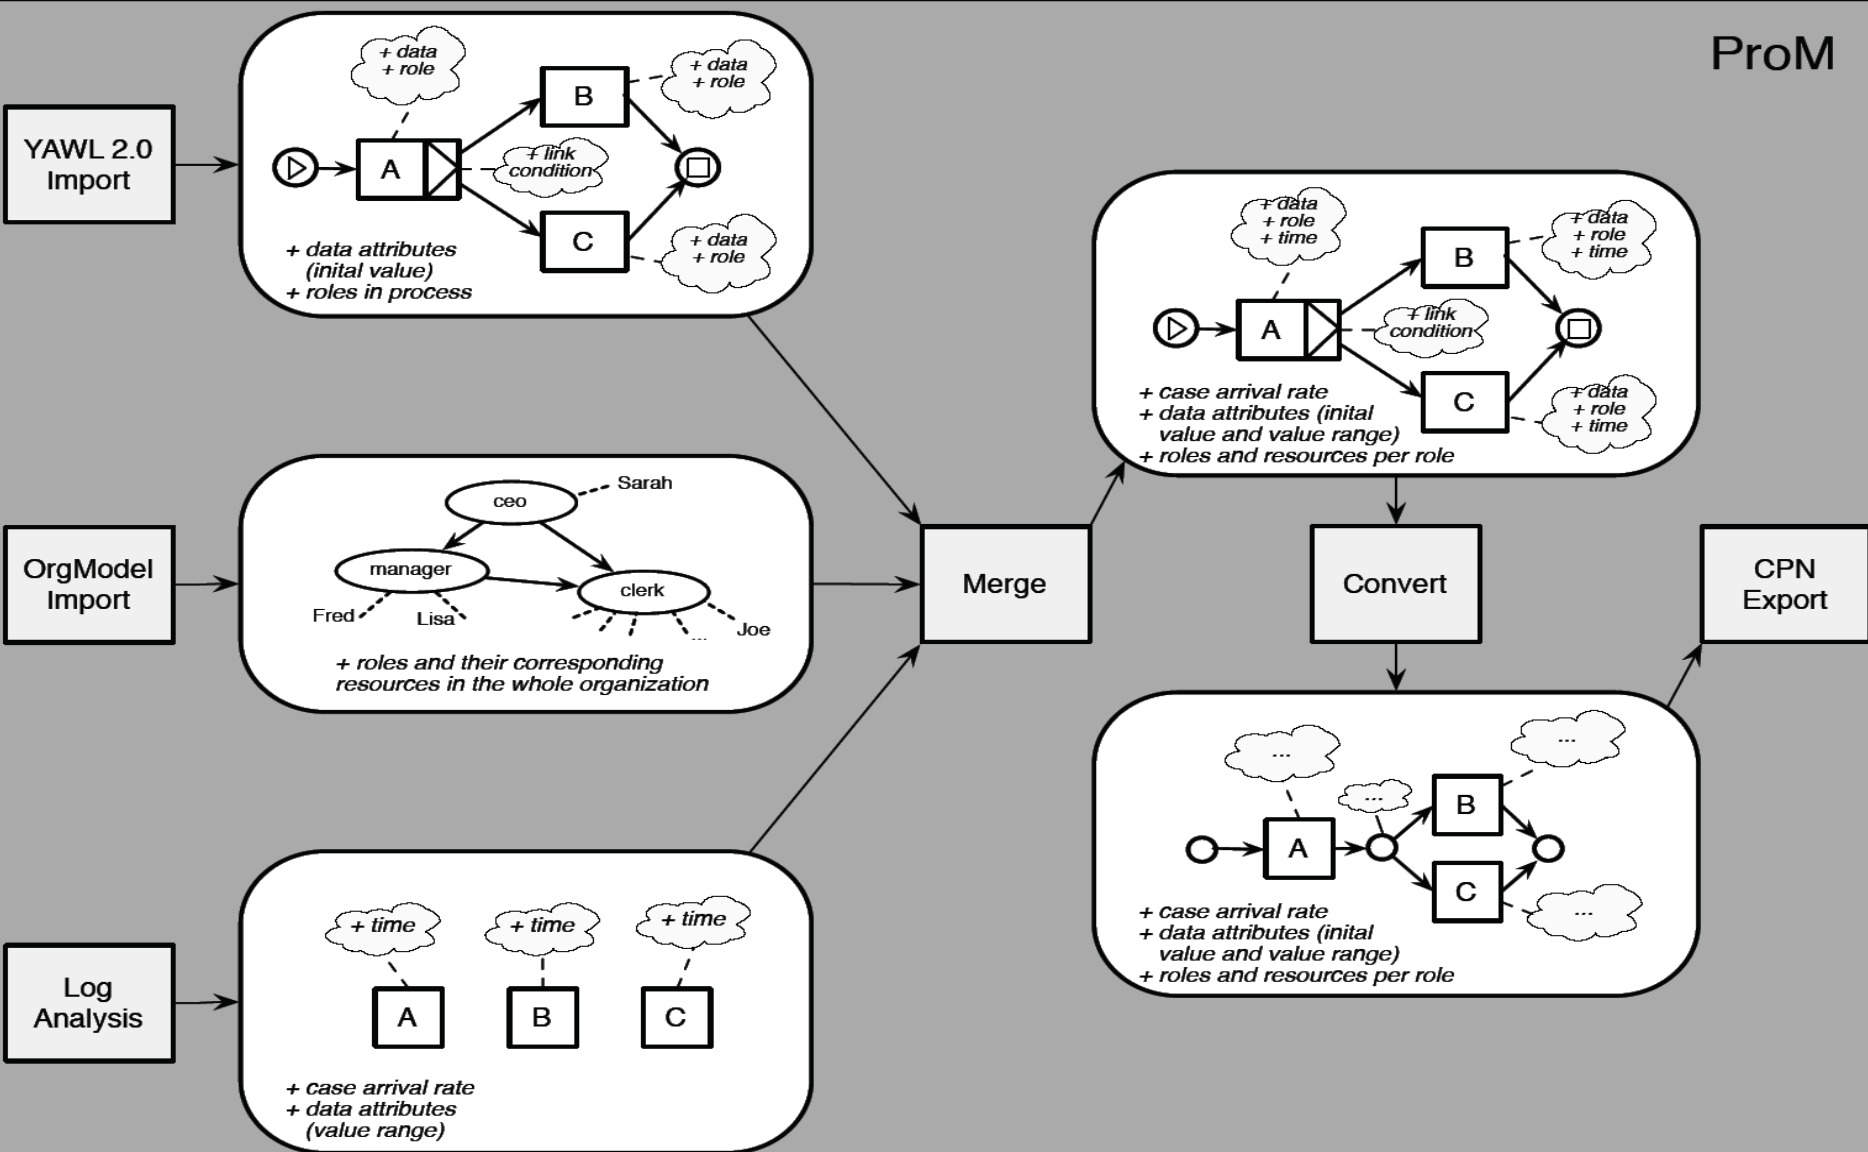 ProM
YAWL 2.0
Import
+ data
+ role
A
B
+ data
+ role
+ link
condition
C
+ data
+ role
+ data attributes
(inital value)
+ roles in process
OrgModel
Import
ceo
Sarah
manager
clerk
Fred
Lisa
...
Joe
+ roles and their corresponding
resources in the whole organization
Log
Analysis
+ time
+ time
+ time
A
B
C
+ case arrival rate
+ data attributes
(value range)
Merge
+ data
+ role
+ time
A
B
+ data
+ role
+ time
+ link
condition
C
+ data
+ role
+ time
+ case arrival rate
+ data attributes (inital
value and value range)
+ roles and resources per role
Convert
...
...
...
A
B
C
...
+ case arrival rate
+ data attributes (inital
value and value range)
+ roles and resources per role
CPN
Export